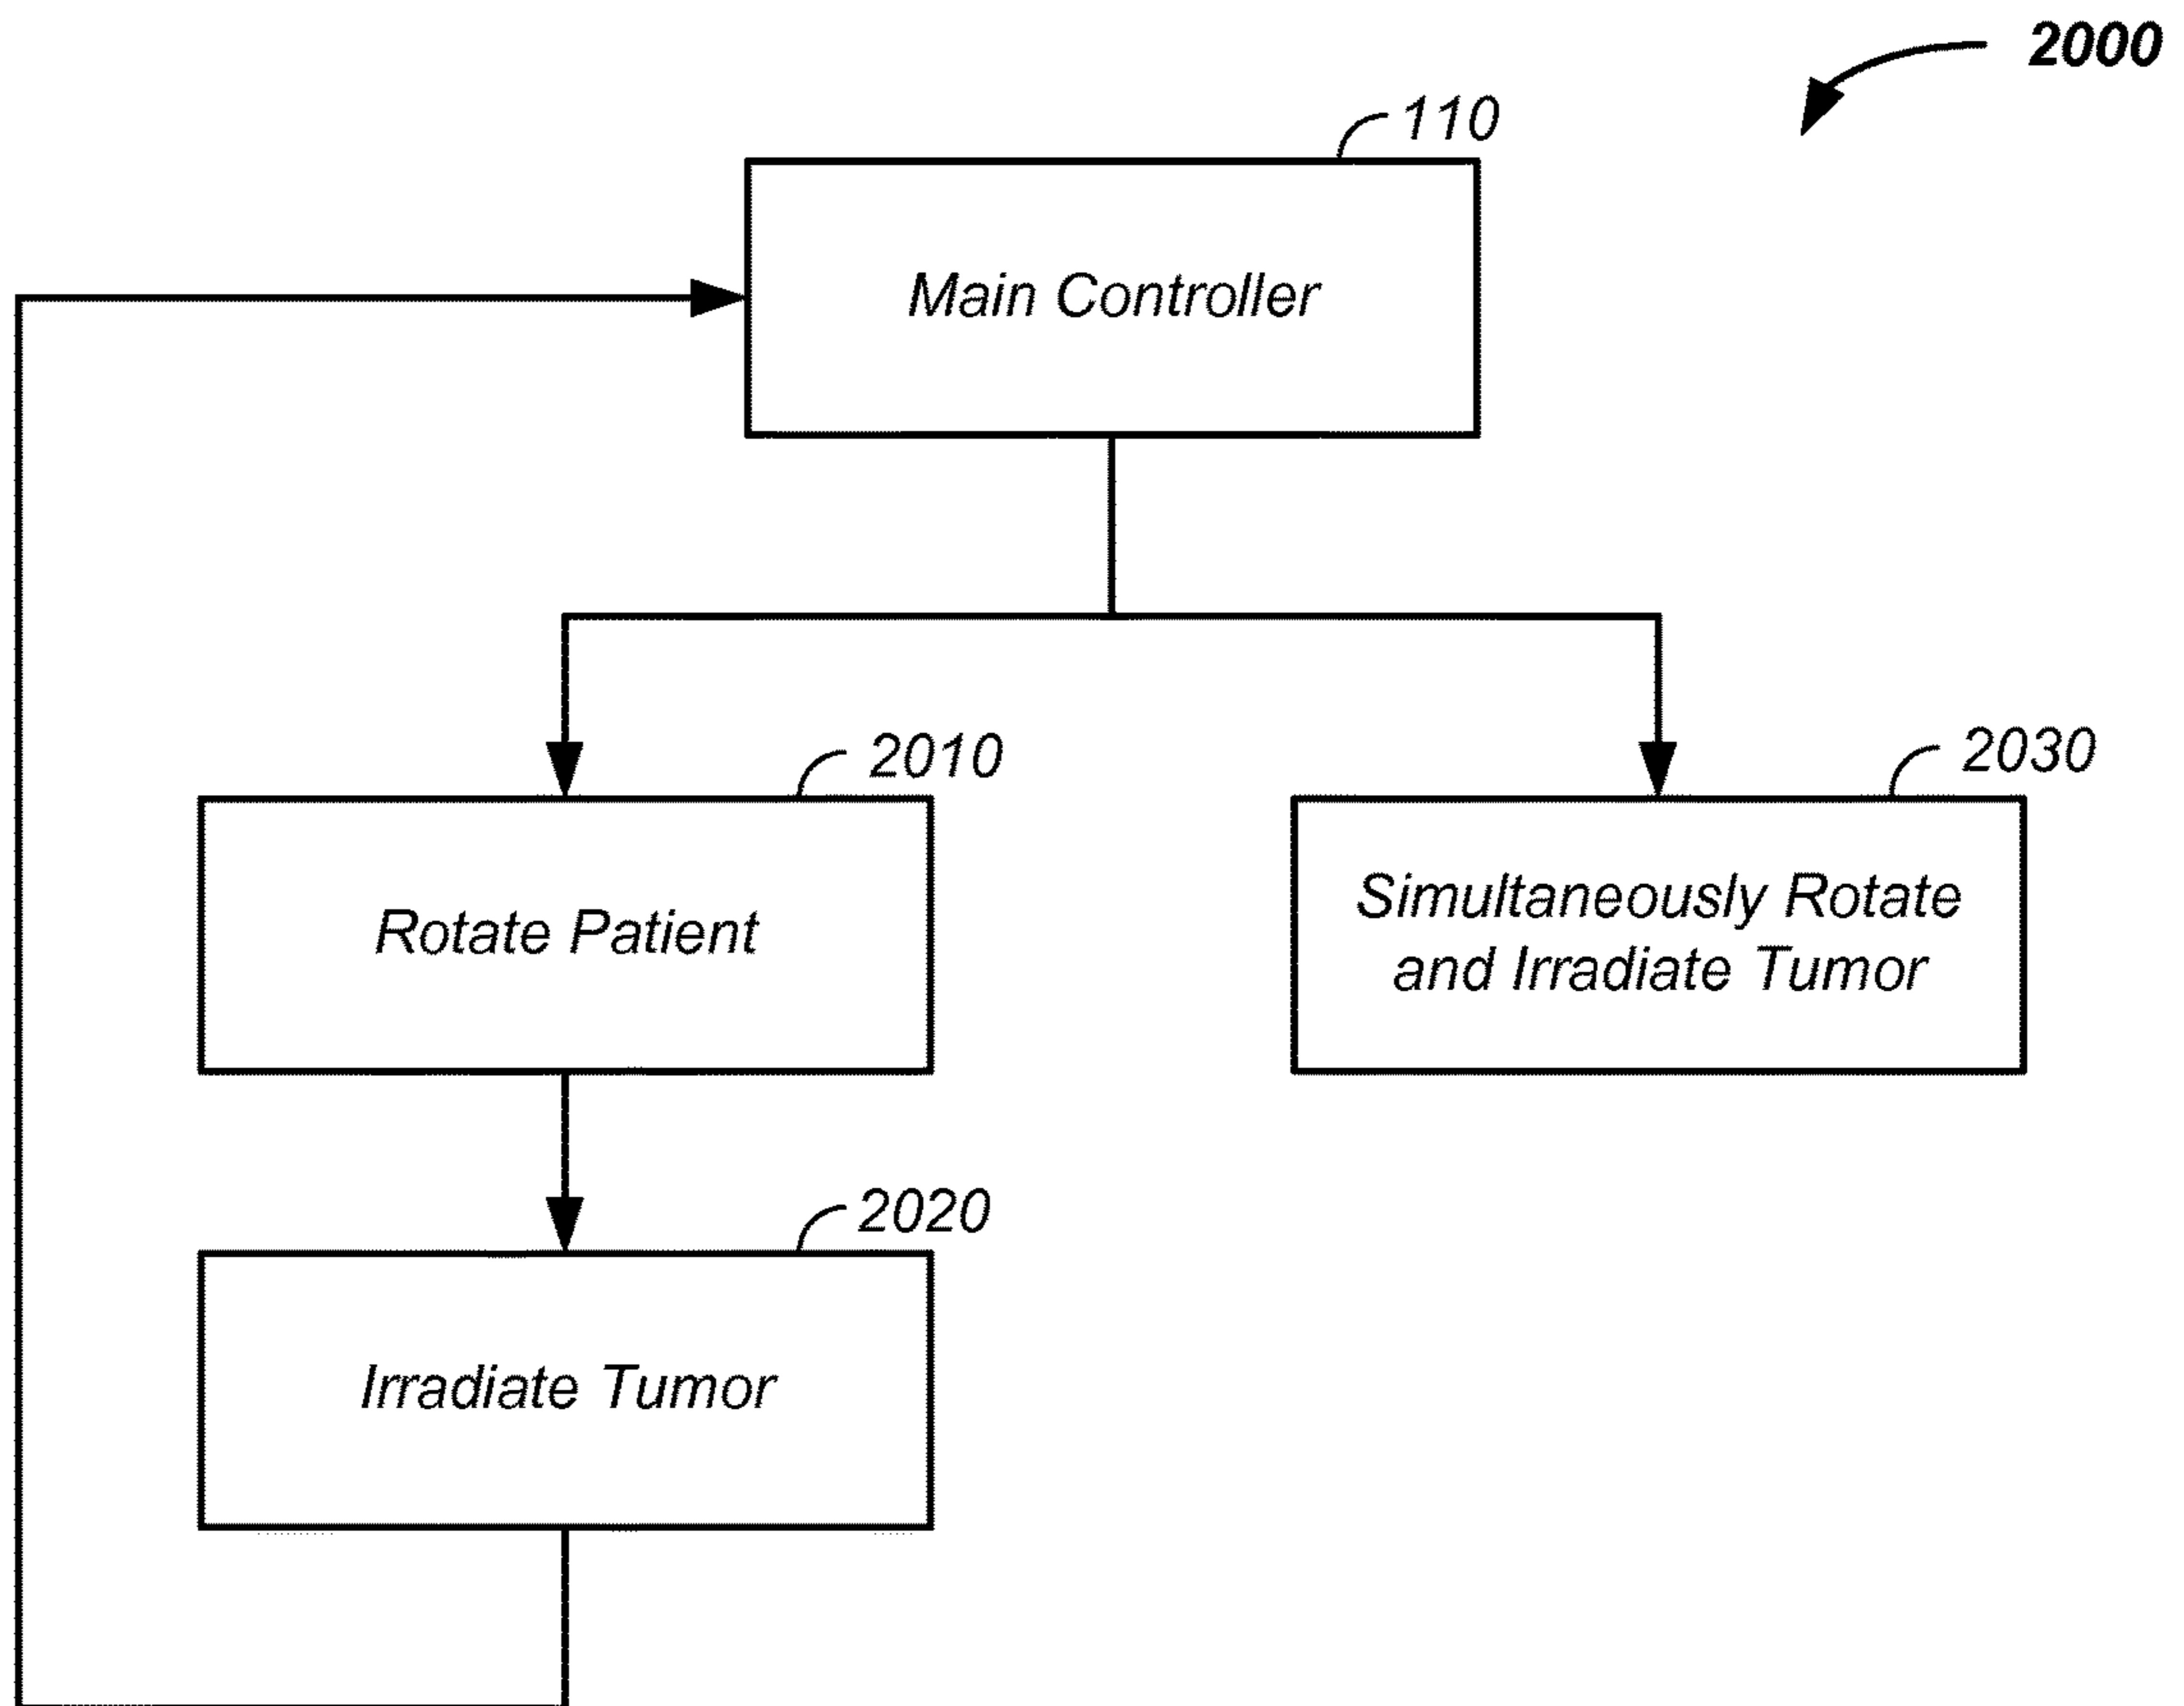 2000
110
Main Controller
2010
2030
Rotate Patient
Simultaneously Rotate
and Irradiate Tumor
2020
Irradiate Tumor